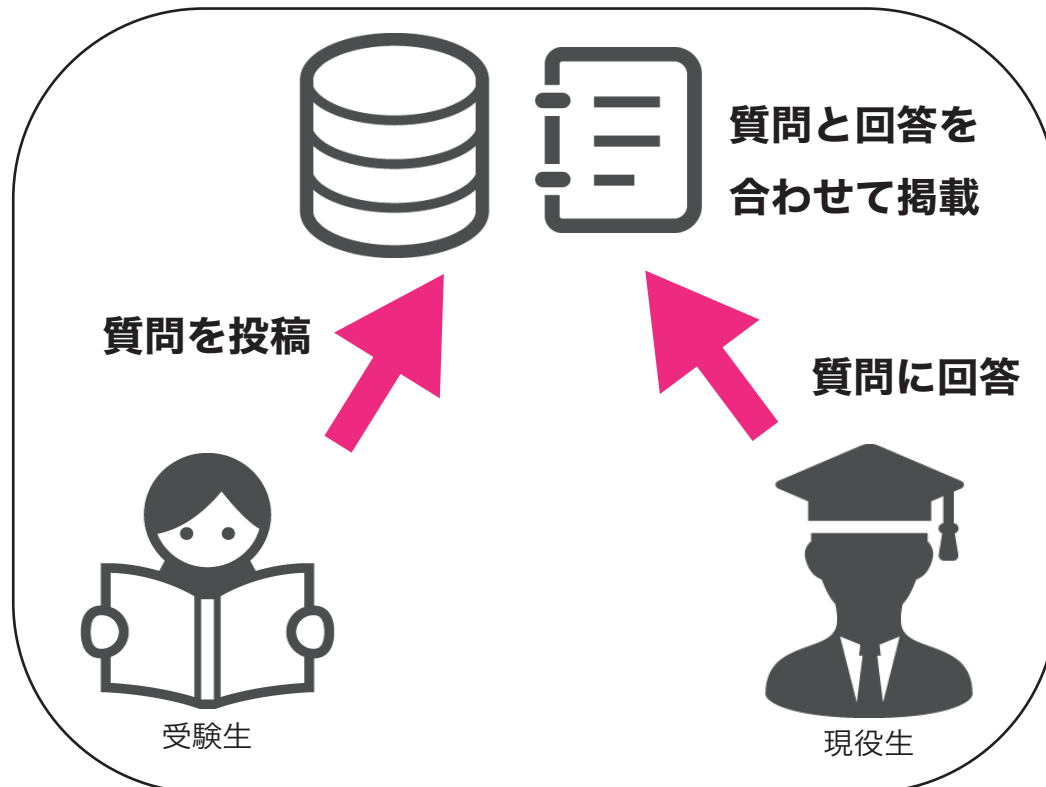 質問と回答を
合わせて掲載
質問を投稿
質問に回答
受験生
現役生